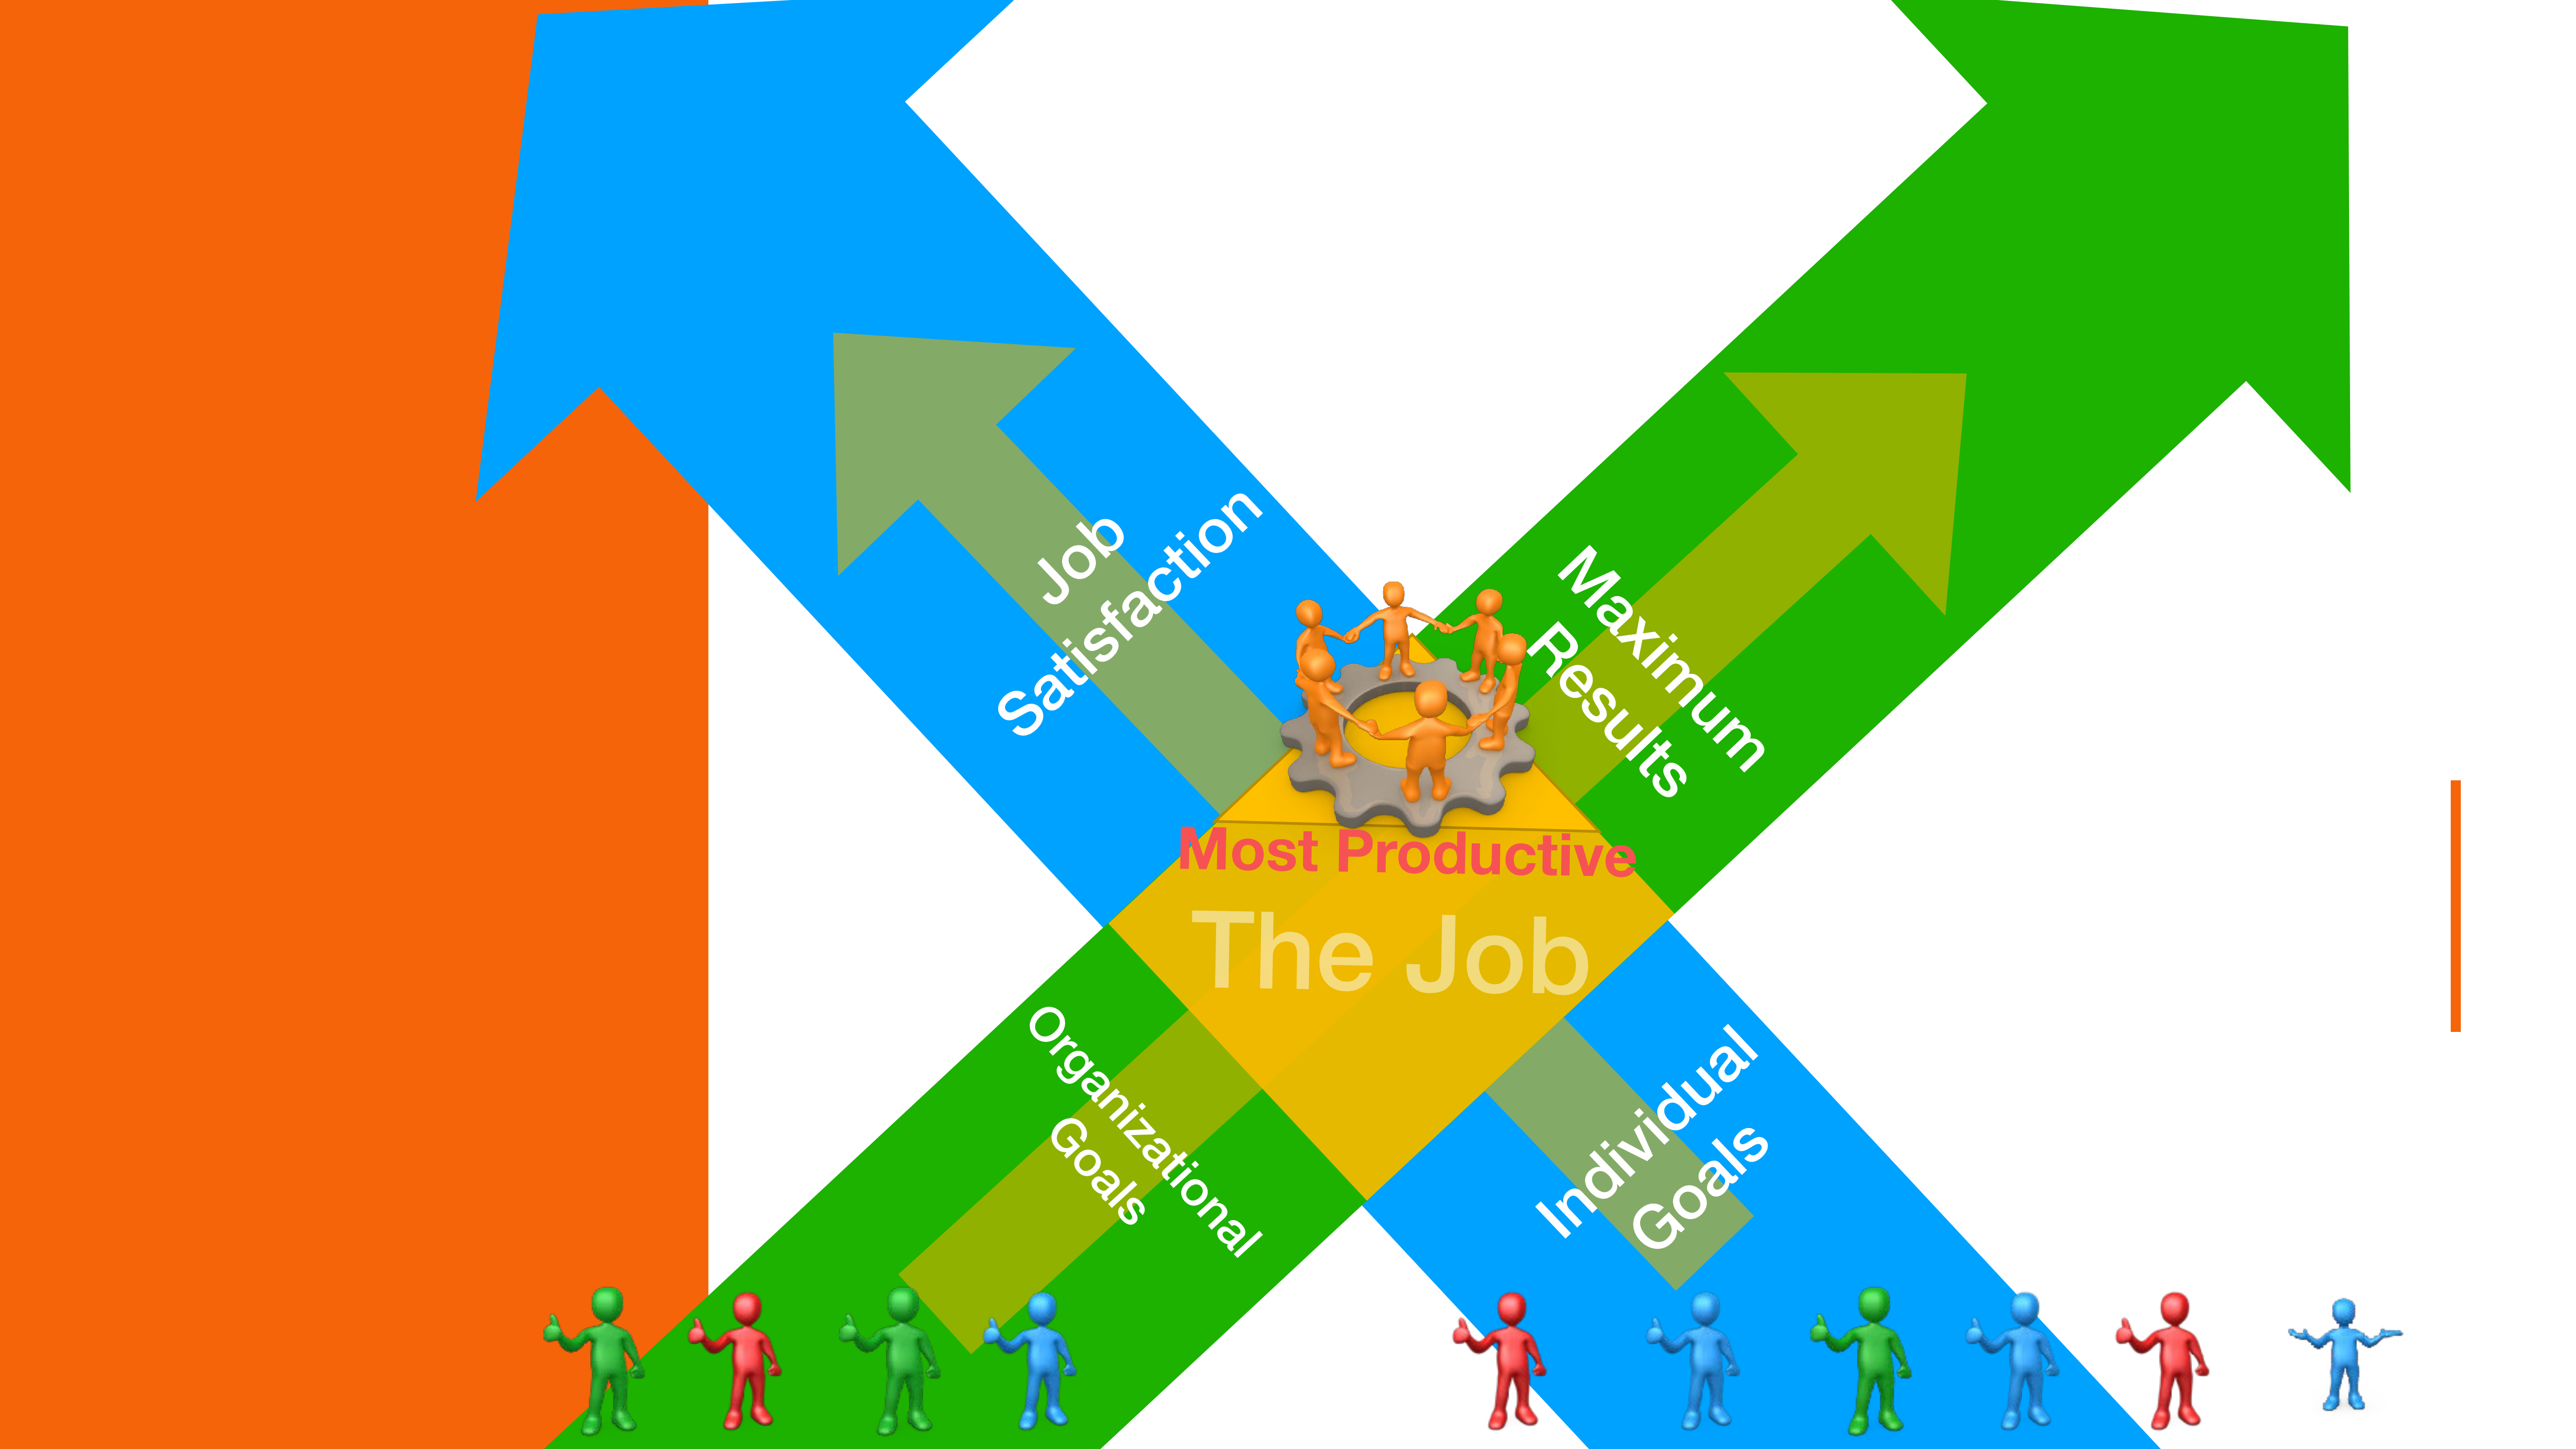 Job
Satisfaction
Maximum
Results
Most Productive
The Job
Organizational
Goals
Individual
Goals